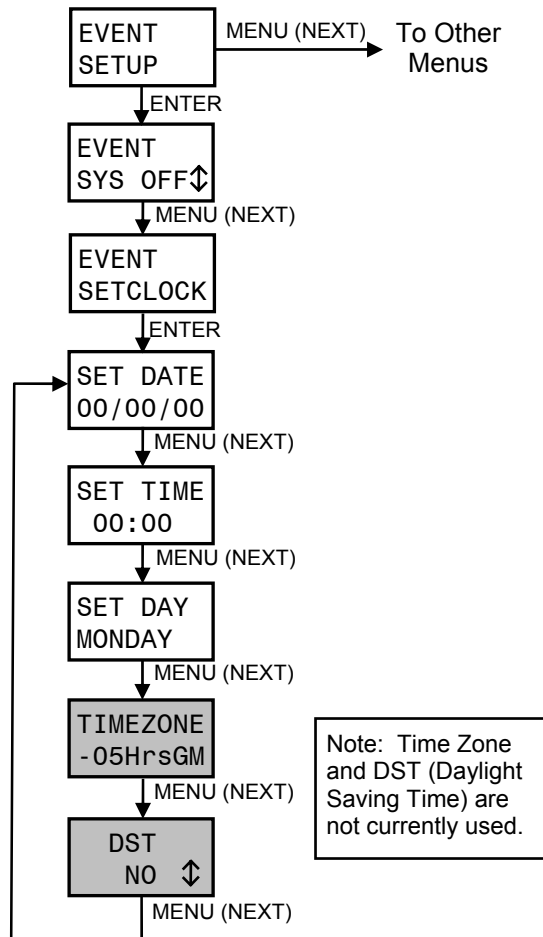 EVENT
SETUP
MENU (NEXT)
To Other
Menus
ENTER
EVENT
SYS OFF⇕
MENU (NEXT)
EVENT
SETCLOCK
ENTER
SET DATE
00/00/00
MENU (NEXT)
SET TIME
00:00
MENU (NEXT)
SET DAY
MONDAY
MENU (NEXT)
TIMEZONE
-05HrsGM
MENU (NEXT)
Note: Time Zone
and DST (Daylight
Saving Time) are
not currently used.
DST
NO ⇕
MENU (NEXT)